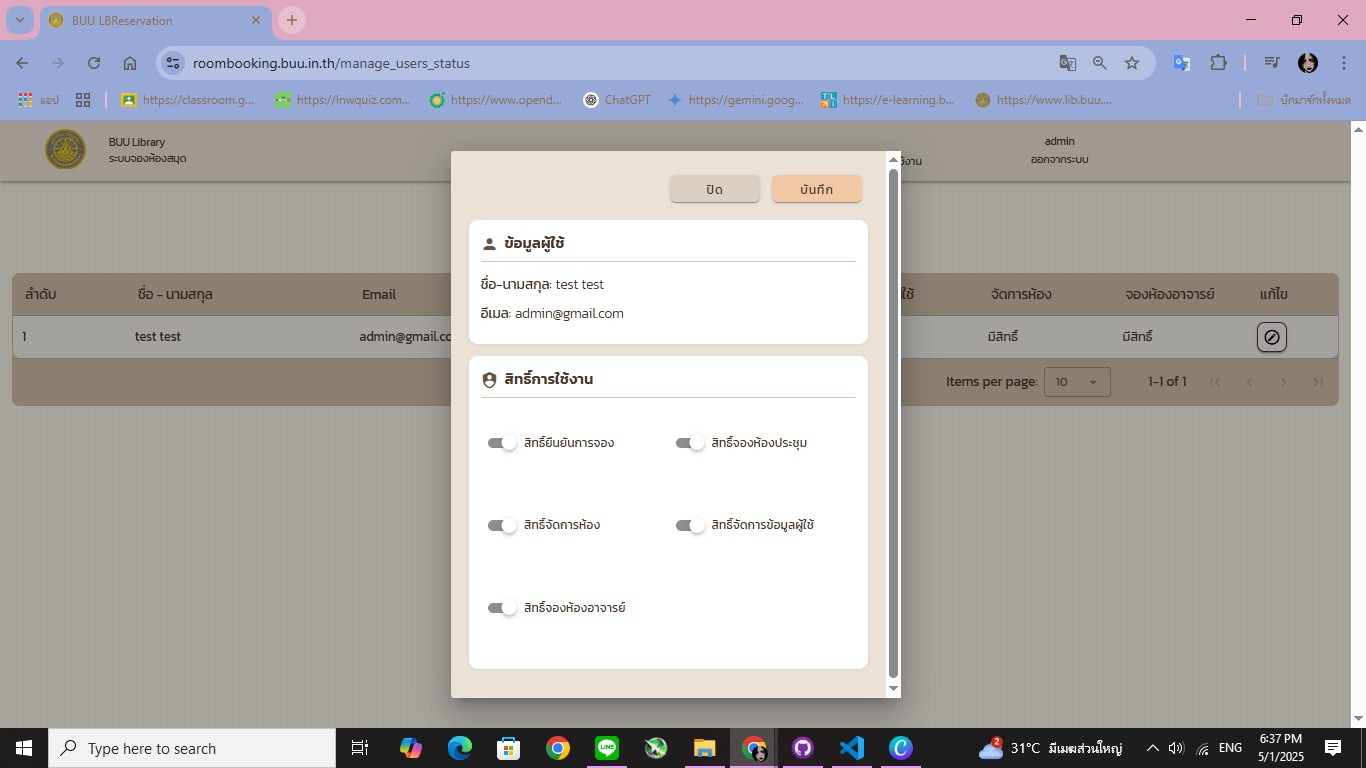 BUU LBReservation
roombooking.buu.in.th/manage_users_status
แอป
https://classroom.g...
https://lnwquiz.com...
https://www.opend...
ChatGPT
https://gemini.goog...
https://e-learning.b...
https://www.lib.buu....
บุ๊กมาร์กทั้งหมด
BUU Library
ระบบจองห้องสมุด
admin
ออกจากระบบ
ปิด
บันทึก
ข้อมูลผู้ใช้
ชื่อ-นามสกุล: test test
อีเมล: admin@gmail.com
สิทธิ์การใช้งาน
สิทธิ์ยืนยันการจอง
สิทธิ์จองห้องประชุม
สิทธิ์จัดการห้อง
สิทธิ์จัดการข้อมูลผู้ใช้
สิทธิ์จองห้องอาจารย์
ลำดับ ชื่อ - นามสกุล Email จัดการห้อง จองห้องอาจารย์ แก้ไข
1 test test admin@gmail.co มีสิทธิ์ มีสิทธิ์
Items per page: 10 1-1 of 1
Type here to search
2
31°C มีเมฆส่วนใหญ่
ENG
6:37 PM
5/1/2025